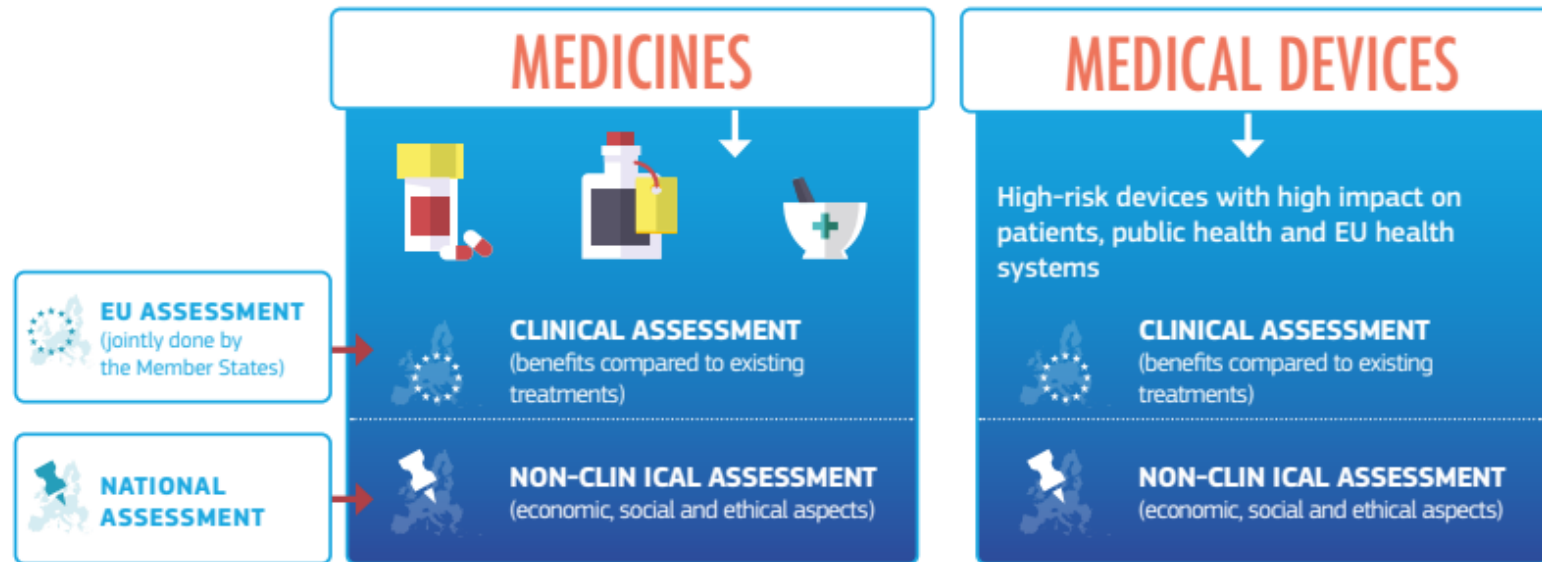 MEDICINES
MEDICAL DEVICES
High-risk devices with high impact on
patients, public health and EU health
systems
EU ASSESSMENT
(jointly done by
the Member States)
CLINICAL ASSESSMENT
(benefits compared to existing
treatments)
CLINICAL ASSESSMENT
(benefits compared to existing
treatments)
NATIONAL
ASSESSMENT
NON-CLIN ICAL ASSESSMENT
(economic, social and ethical aspects)
NON-CLIN ICAL ASSESSMENT
(economic, social and ethical aspects)